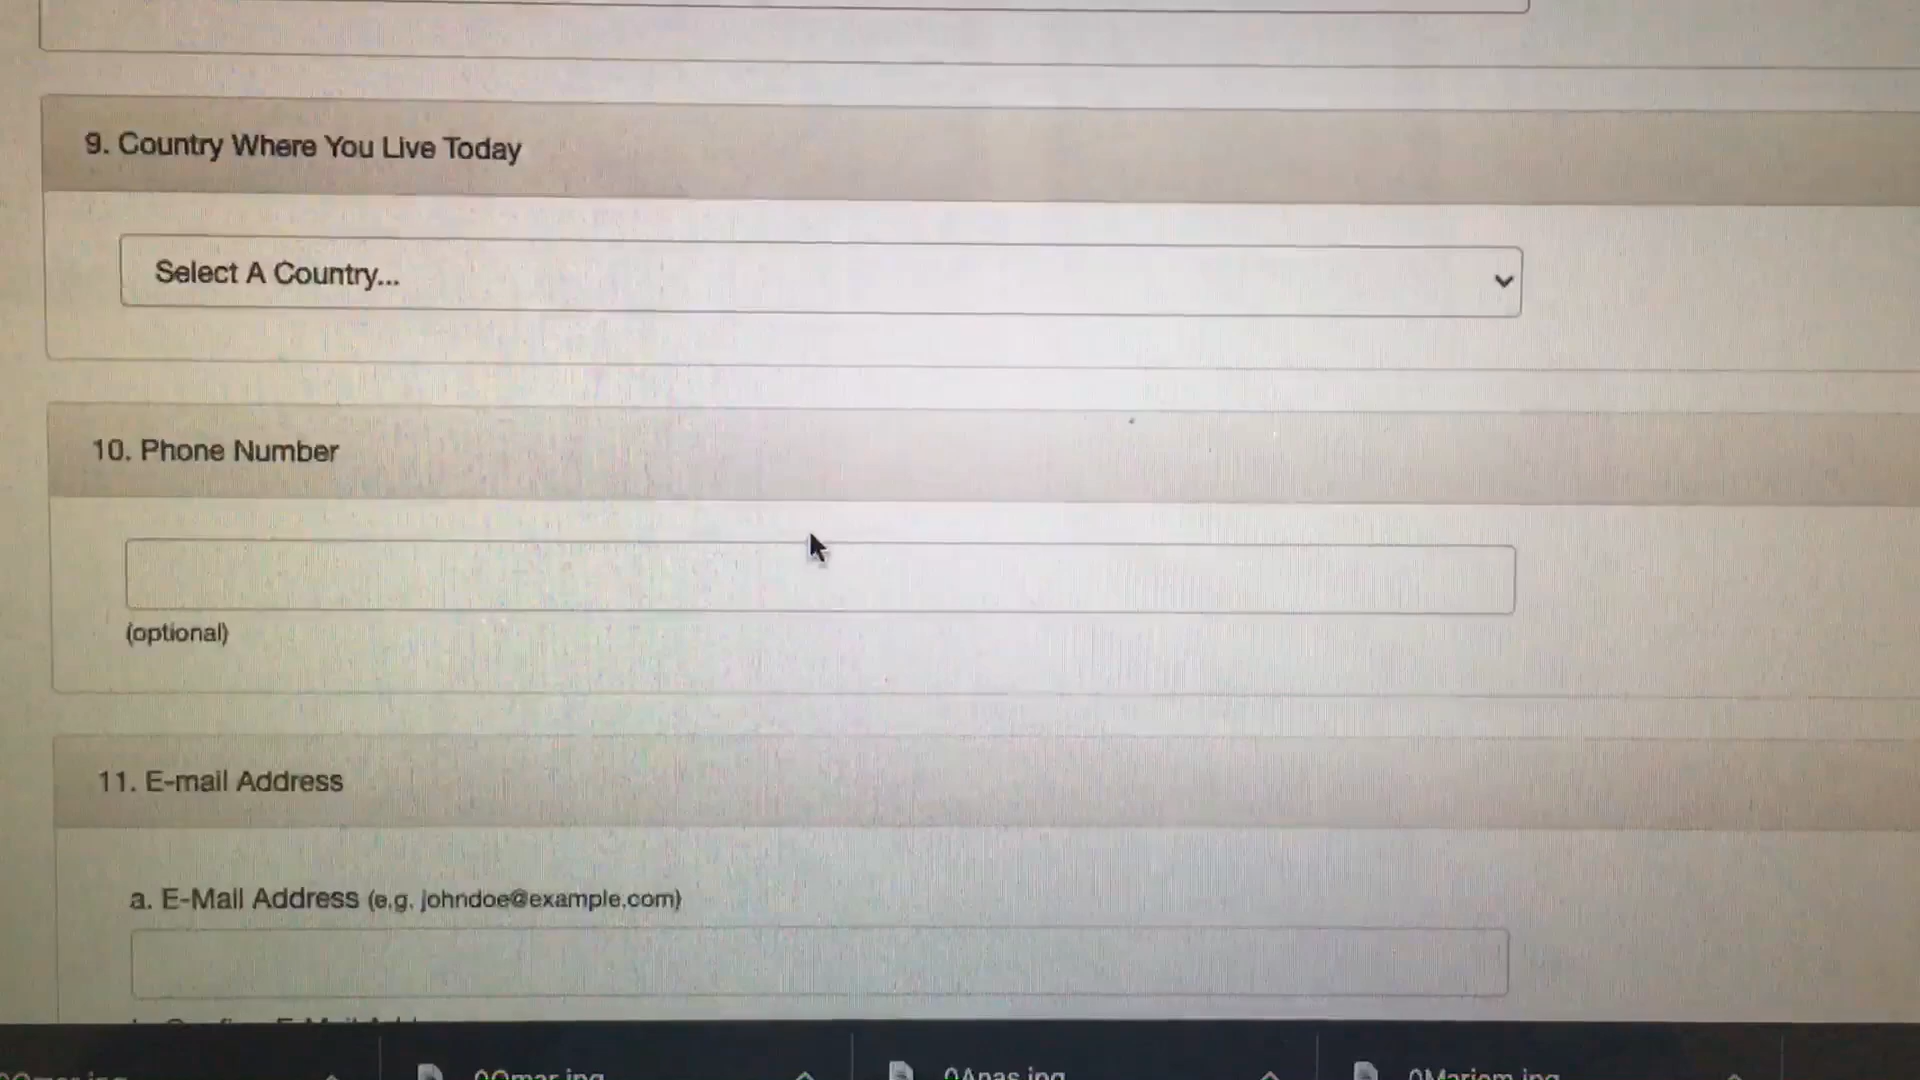 9. Country Where You Live Today
Select A Country...
10. Phone Number
(optional)
11. E-mail Address
a. E-Mail Address (e.g. johndoe@example.com)